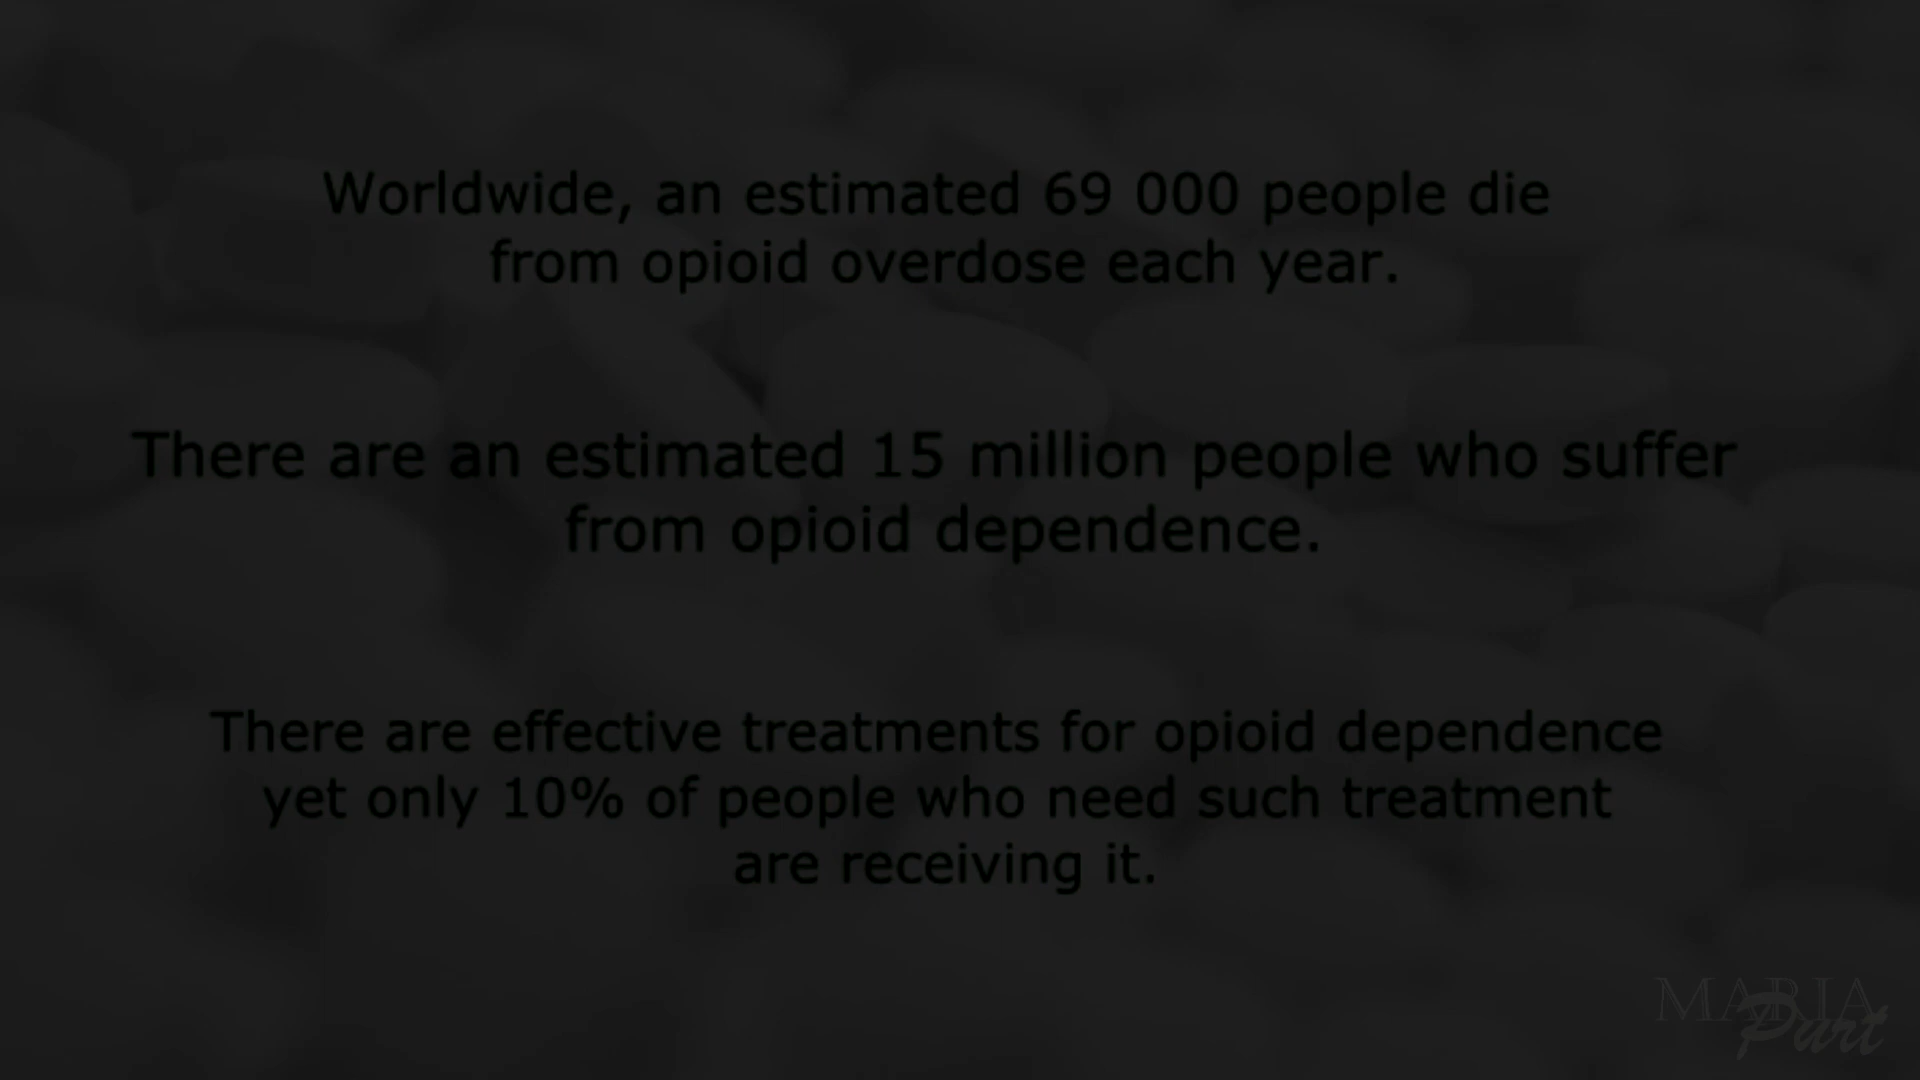 Worldwide, an estimated 69 000 people die
from opioid overdose each year.
There are an estimated 15 million people who suffer
from opioid dependence.
There are effective treatments for opioid dependence
yet only 10% of people who need such treatment
are receiving it.
MARIA
Purt